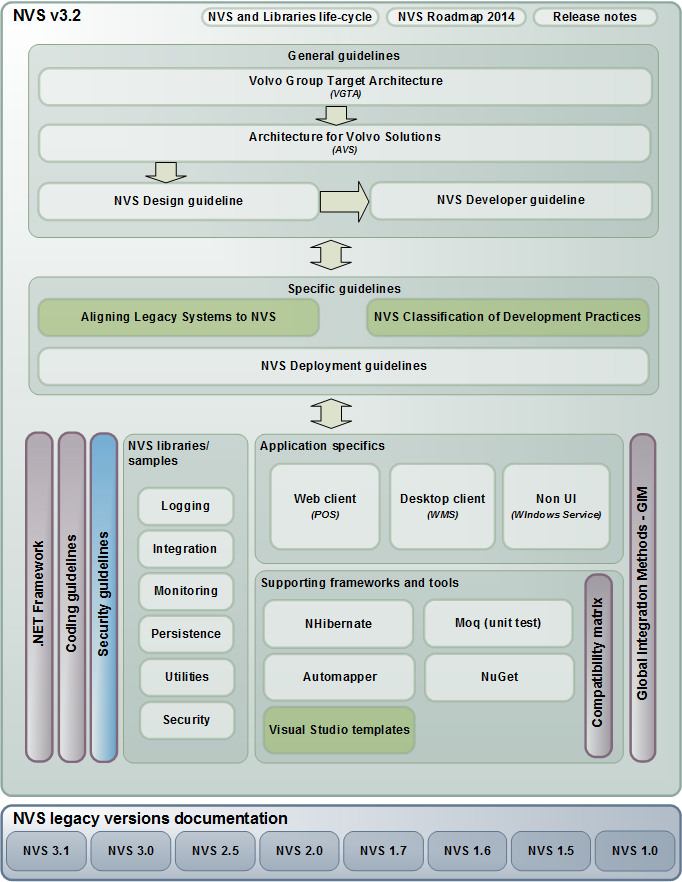 NVS v3.2
NVS and Libraries life-cycle
NVS Roadmap 2014
Release notes
General guidelines
Volvo Group Target Architecture
(VGTA)
Architecture for Volvo Solutions
(AVS)
NVS Design guideline
NVS Developer guideline
Specific guidelines
Aligning Legacy Systems to NVS
NVS Classification of Development Practices
NVS Deployment guidelines
.NET Framework
Coding guidelines
Security guidelines
NVS libraries/
samples
Logging
Integration
Monitoring
Persistence
Utilities
Security
Application specifics
Web client
(POS)
Desktop client
(WMS)
Non UI
(WIndows Service)
Supporting frameworks and tools
NHibernate
Moq (unit test)
Automapper
NuGet
Visual Studio templates
Compatibility matrix
Global Integration Methods - GIM
NVS legacy versions documentation
NVS 3.1
NVS 3.0
NVS 2.5
NVS 2.0
NVS 1.7
NVS 1.6
NVS 1.5
NVS 1.0